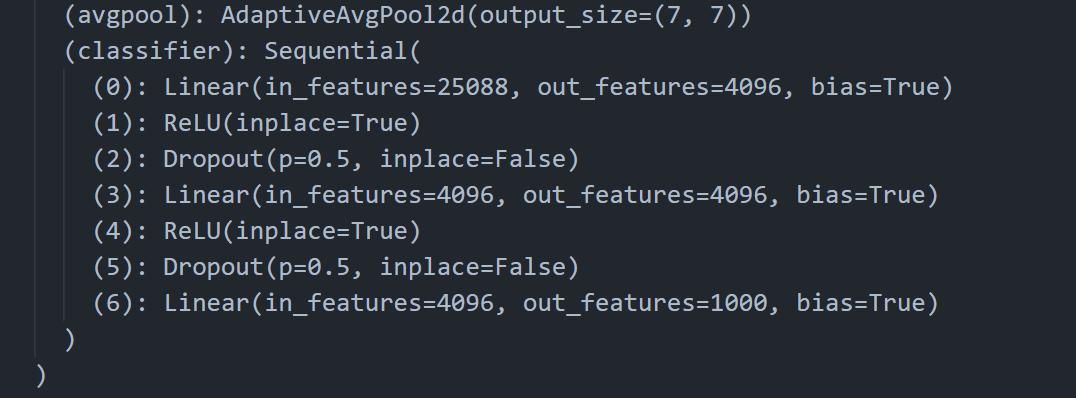 (avgpool): AdaptiveAvgPool2d(output_size=(7, 7))
(classifier): Sequential(
(0): Linear(in_features=25088, out_features=4096, bias=True)
(1): ReLU(inplace=True)
(2): Dropout(p=0.5, inplace=False)
(3): Linear(in_features=4096, out_features=4096, bias=True)
(4): ReLU(inplace=True)
(5): Dropout(p=0.5, inplace=False)
(6): Linear(in_features=4096, out_features=1000, bias=True)
)
)